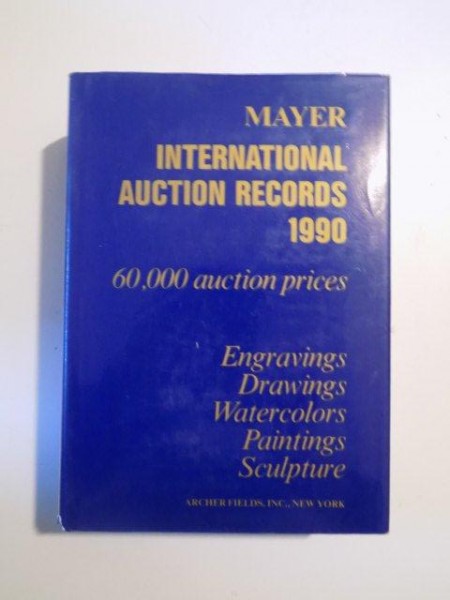 MAYER
INTERNATIONAL
AUCTION RECORDS
1990
60,000 auction prices
Engravings
Drawings
Watercolors
Paintings
Sculpture
ARCHER FIELDS, INC., NEW YORK